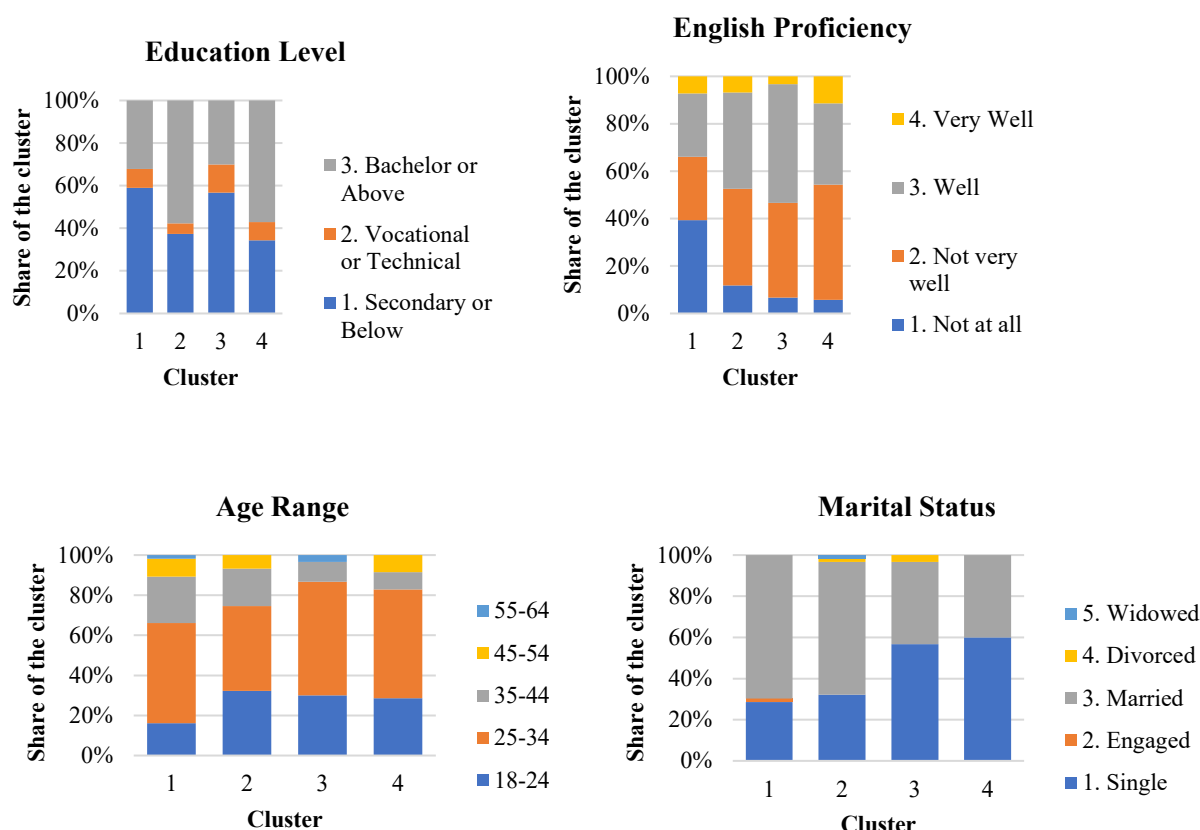 Education Level
Share of the cluster
100%
80%
60%
40%
20%
0%
1 2 3 4
Cluster
3. Bachelor or
Above
2. Vocational
or Technical
1. Secondary or
Below
English Proficiency
Share of the cluster
100%
80%
60%
40%
20%
0%
1 2 3 4
Cluster
4. Very Well
3. Well
2. Not very
well
1. Not at all
Age Range
Share of the cluster
100%
80%
60%
40%
20%
0%
1 2 3 4
Cluster
55-64
45-54
35-44
25-34
18-24
Marital Status
Share of the cluster
100%
80%
60%
40%
20%
0%
1 2 3 4
Cluster
5. Widowed
4. Divorced
3. Married
2. Engaged
1. Single